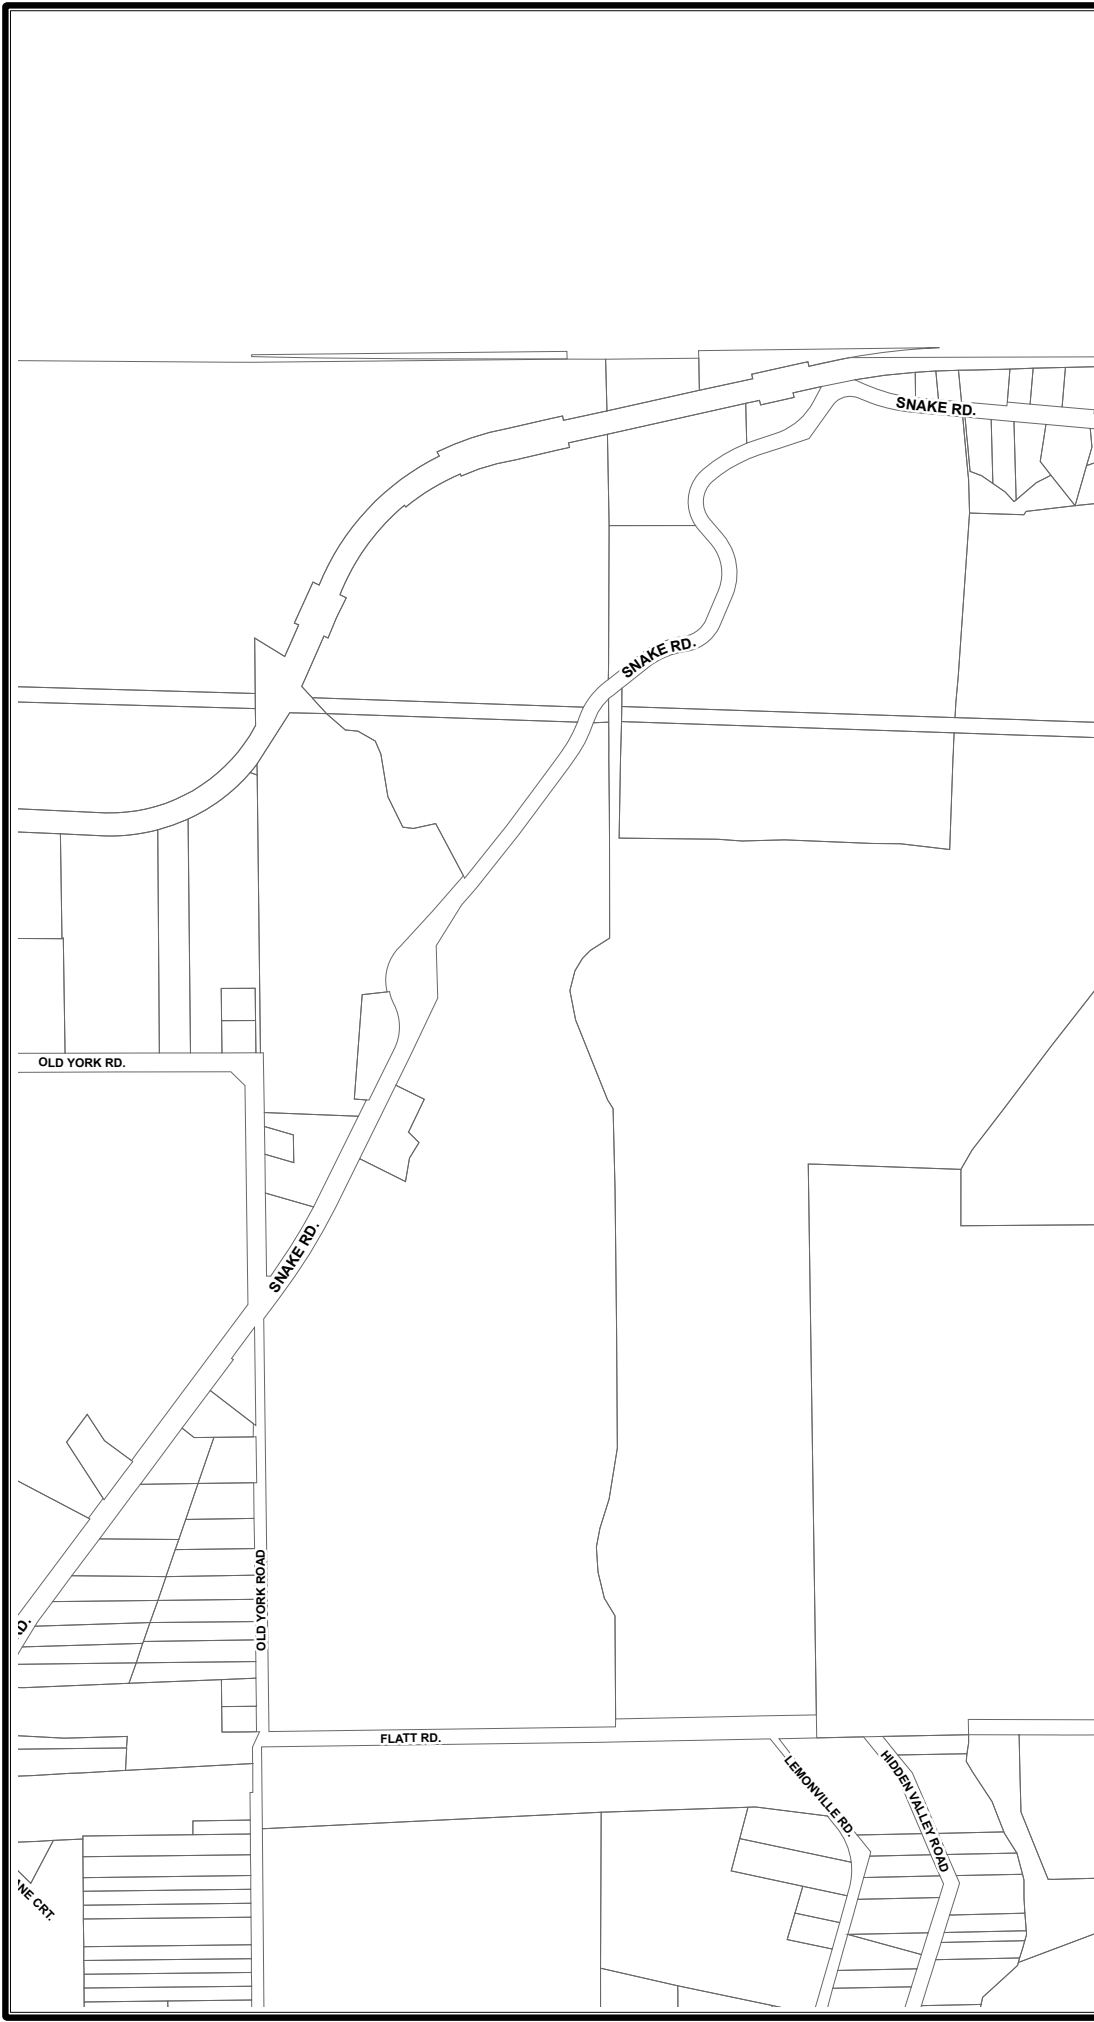 SNAKE RD.
SNAKE RD.
OLD YORK RD.
SNAKE RD.
OLD YORK ROAD
FLATT RD.
LEMONVILLE RD.
HIDDEN VALLEY ROAD
CRT.